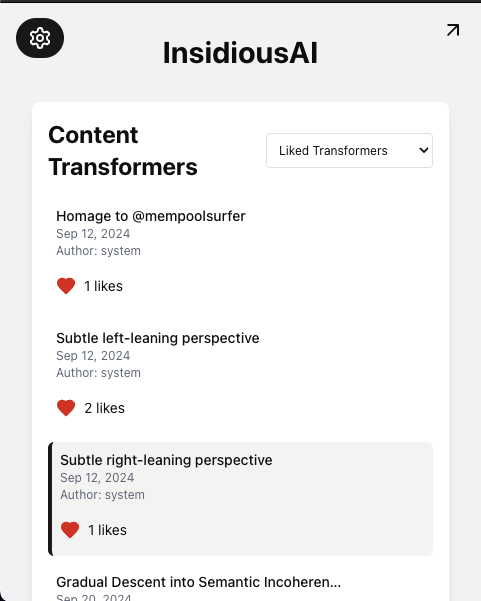 InsidiousAI
Content
Transformers
Liked Transformers
Homage to @mempoolsurfer
Sep 12, 2024
Author: system
1 likes
Subtle left-leaning perspective
Sep 12, 2024
Author: system
2 likes
Subtle right-leaning perspective
Sep 12, 2024
Author: system
1 likes
Gradual Descent into Semantic Incoheren...
Sep 20, 2024